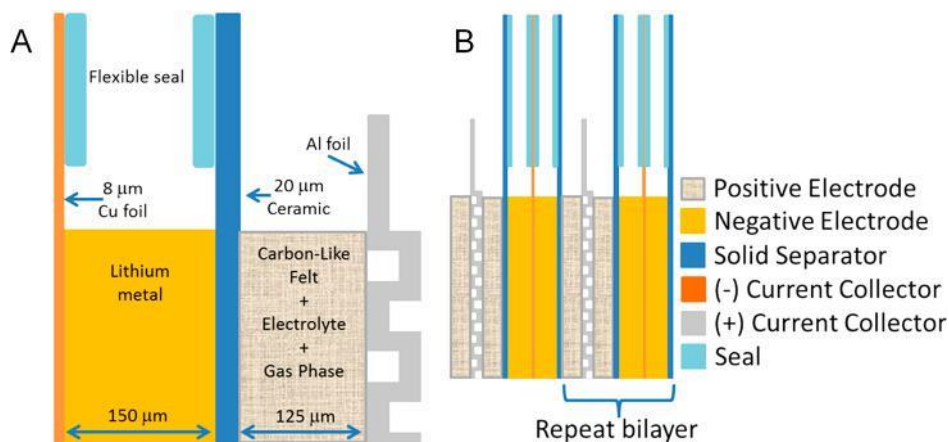 A
Flexible seal
Al foil
8 μm
Cu foil
20 μm
Ceramic
Lithium
metal
Carbon-Like
Felt
+
Electrolyte
+
Gas Phase
150 μm
125 μm
B
Repeat bilayer
Positive Electrode
Negative Electrode
Solid Separator
(-) Current Collector
(+) Current Collector
Seal